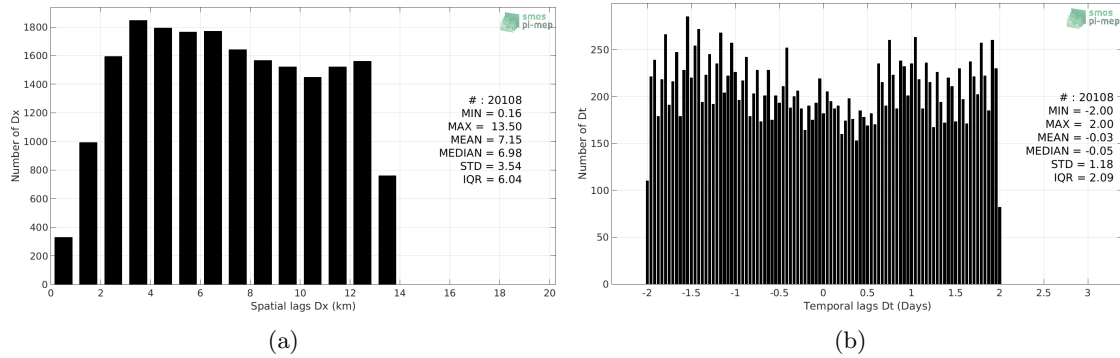 smos
pi-mep
1800
1600
1400
1200
1000
800
600
400
200
0
Number of Dx
# : 20108
MIN = 0.16
MAX = 13.50
MEAN = 7.15
MEDIAN = 6.98
STD = 3.54
IQR = 6.04
0 2 4 6 8 10 12 14 16 18 20
Spatial lags Dx (km)
(a)
smos
pi-mep
250
200
150
100
50
0
Number of Dt
# : 20108
MIN = -2.00
MAX = 2.00
MEAN = -0.03
MEDIAN = -0.05
STD = 1.18
IQR = 2.09
-2 -1.5 -1 -0.5 0 0.5 1 1.5 2 2.5 3
Temporal lags Dt (Days)
(b)